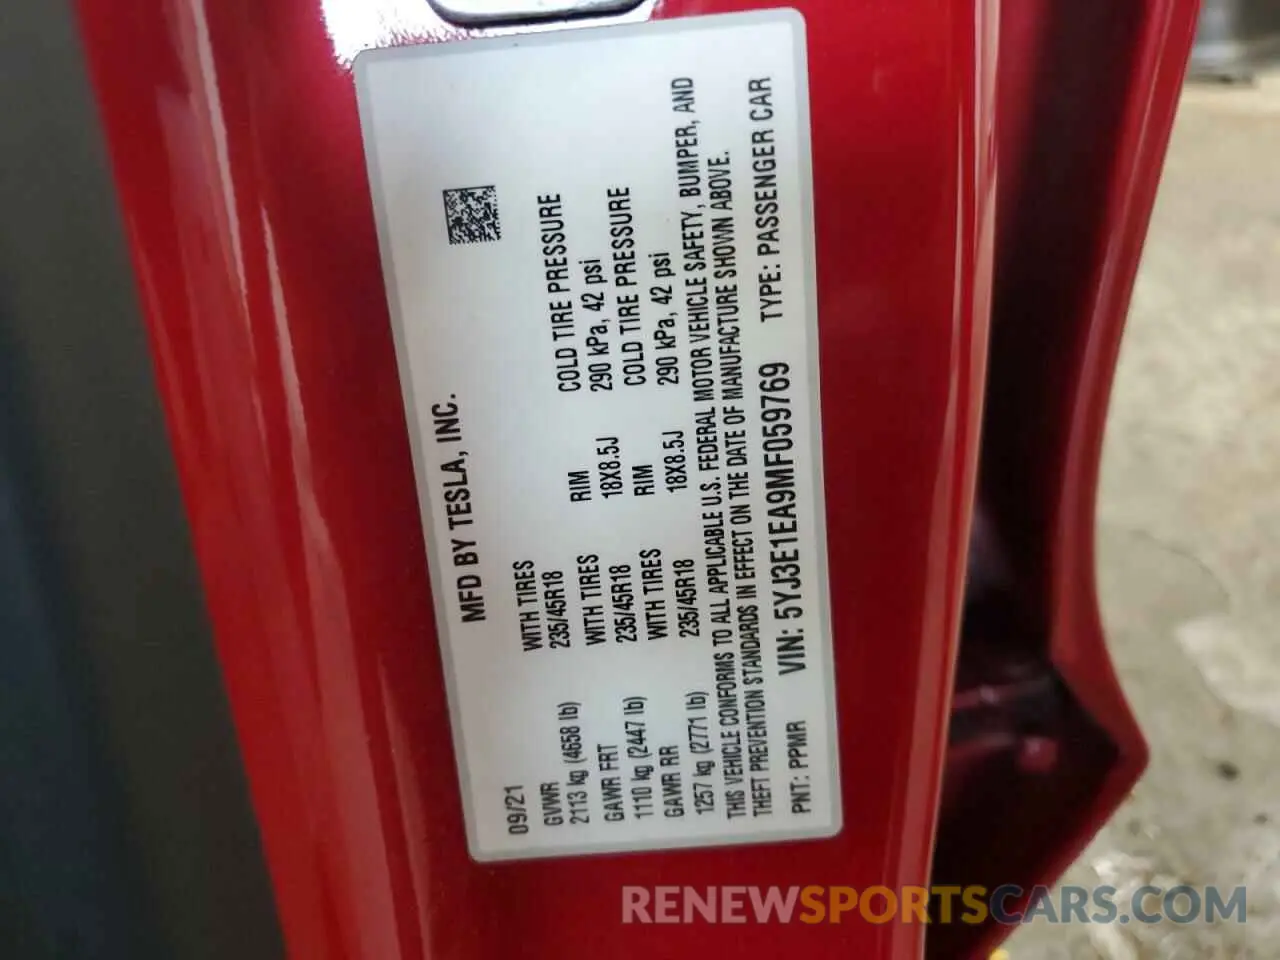 MFD BY TESLA, INC.
09/21
GVWR WITH TIRES RIM COLD TIRE PRESSURE
2113 kg (4658 lb) 235/45R18 18X8.5J 290 kPa, 42 psi
GAWR FRT WITH TIRES RIM COLD TIRE PRESSURE
1110 kg (2447 lb) 235/45R18 18X8.5J 290 kPa, 42 psi
GAWR RR WITH TIRES
1257 kg (2771 lb) 235/45R18
THIS VEHICLE CONFORMS TO ALL APPLICABLE U.S. FEDERAL MOTOR VEHICLE SAFETY, BUMPER, AND
THEFT PREVENTION STANDARDS IN EFFECT ON THE DATE OF MANUFACTURE SHOWN ABOVE.
PNT: PPMR VIN: 5YJ3E1EA9MF059769 TYPE: PASSENGER CAR
RENEWSPORTSCARS.COM